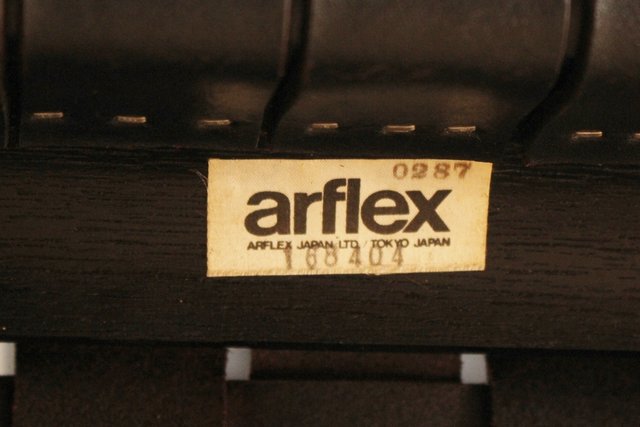 0287
arflex
ARFLEX JAPAN LTD. / TOKYO JAPAN
168404